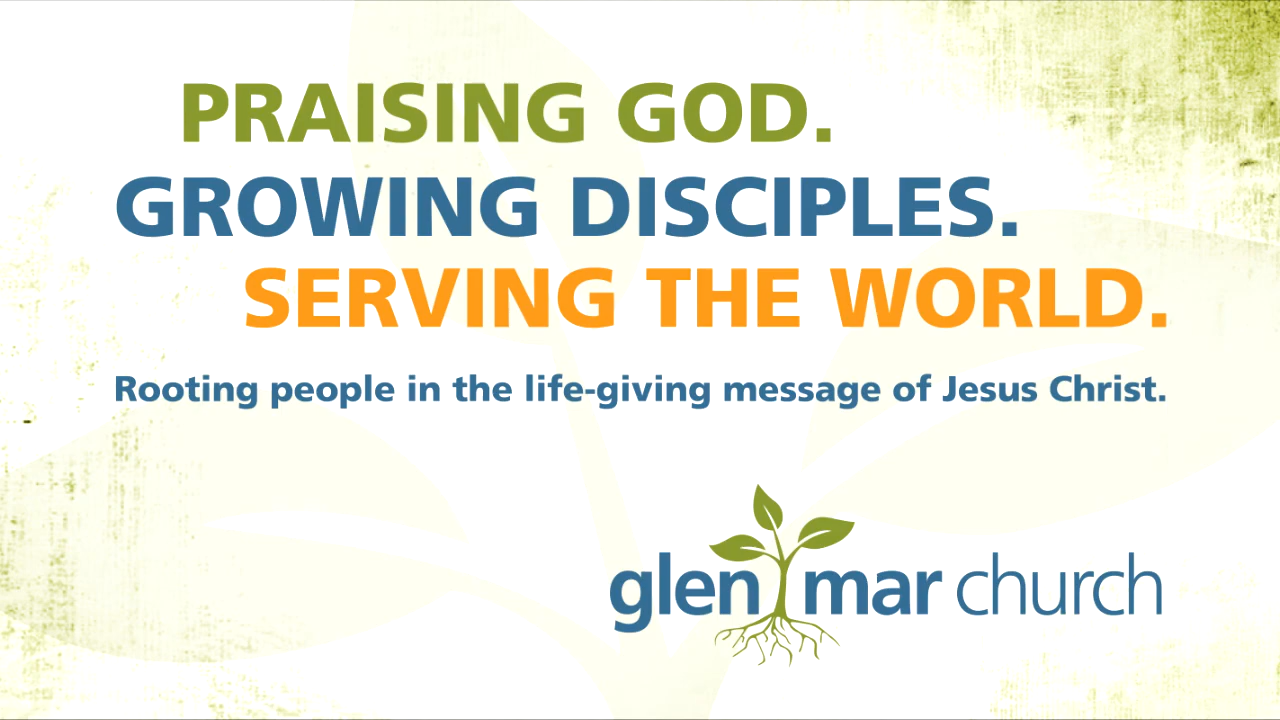 PRAISING GOD.
GROWING DISCIPLES.
SERVING THE WORLD.
Rooting people in the life-giving message of Jesus Christ.
glen mar church